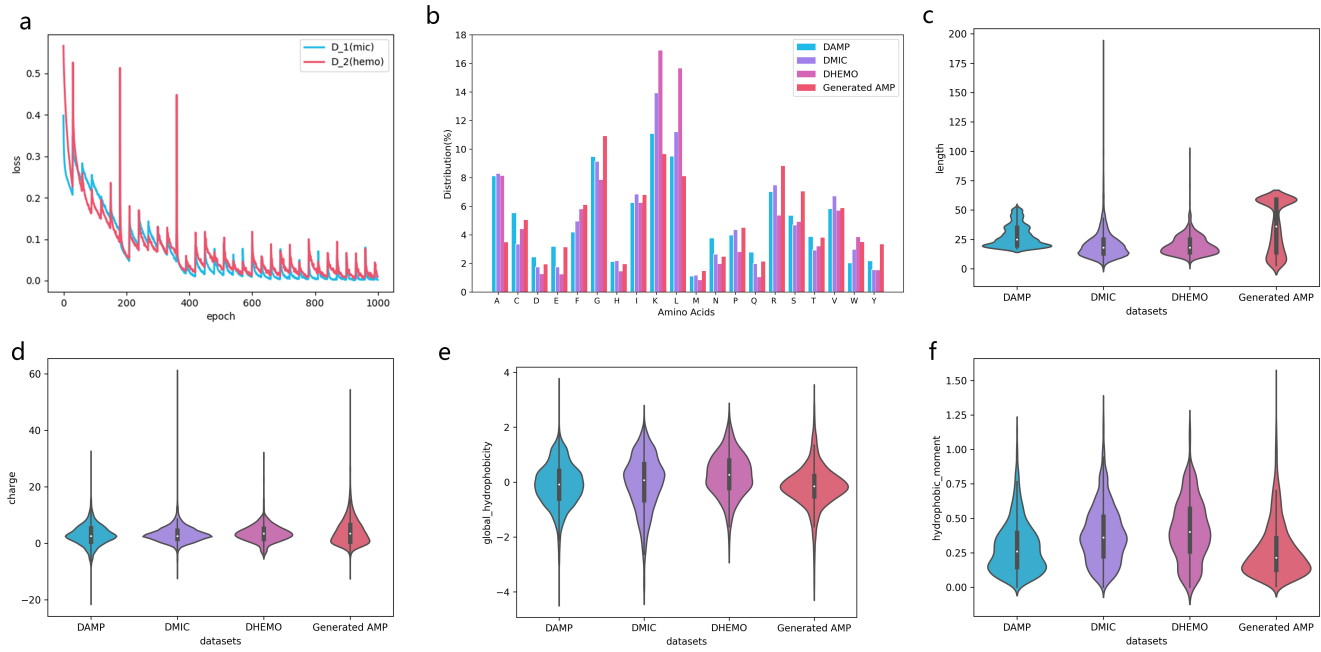 a
D_1(mic)
D_2(hemo)
0.5
0.4
0.3
0.2
0.1
0.0
loss
0 200 400 600 800 1000
epoch
b
DAMP
DMIC
DHEMO
Generated AMP
18
16
14
12
10
8
6
4
2
0
Distribution(%)
A C D E F G H I K L M N P Q R S T V W Y
Amino Acids
c
200
175
150
125
100
75
50
25
0
length
DAMP DMIC DHEMO Generated AMP
datasets
d
60
40
20
0
−20
charge
DAMP DMIC DHEMO Generated AMP
datasets
e
4
2
0
−2
−4
global_hydrophobicity
DAMP DMIC DHEMO Generated AMP
datasets
f
1.50
1.25
1.00
0.75
0.50
0.25
0.00
hydrophobic_moment
DAMP DMIC DHEMO Generated AMP
datasets